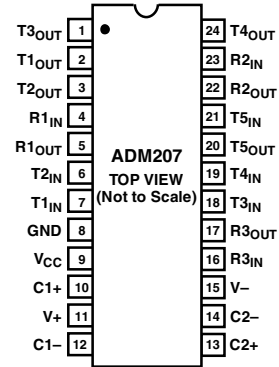 T3OUT 1 24 T4OUT
T1OUT 2 23 R2IN
T2OUT 3 22 R2OUT
R1IN 4 21 T5IN
R1OUT 5 20 T5OUT
ADM207
T2IN 6 19 T4IN
TOP VIEW
(Not to Scale)
T1IN 7 18 T3IN
GND 8 17 R3OUT
VCC 9 16 R3IN
C1+ 10 15 V–
V+ 11 14 C2–
C1– 12 13 C2+